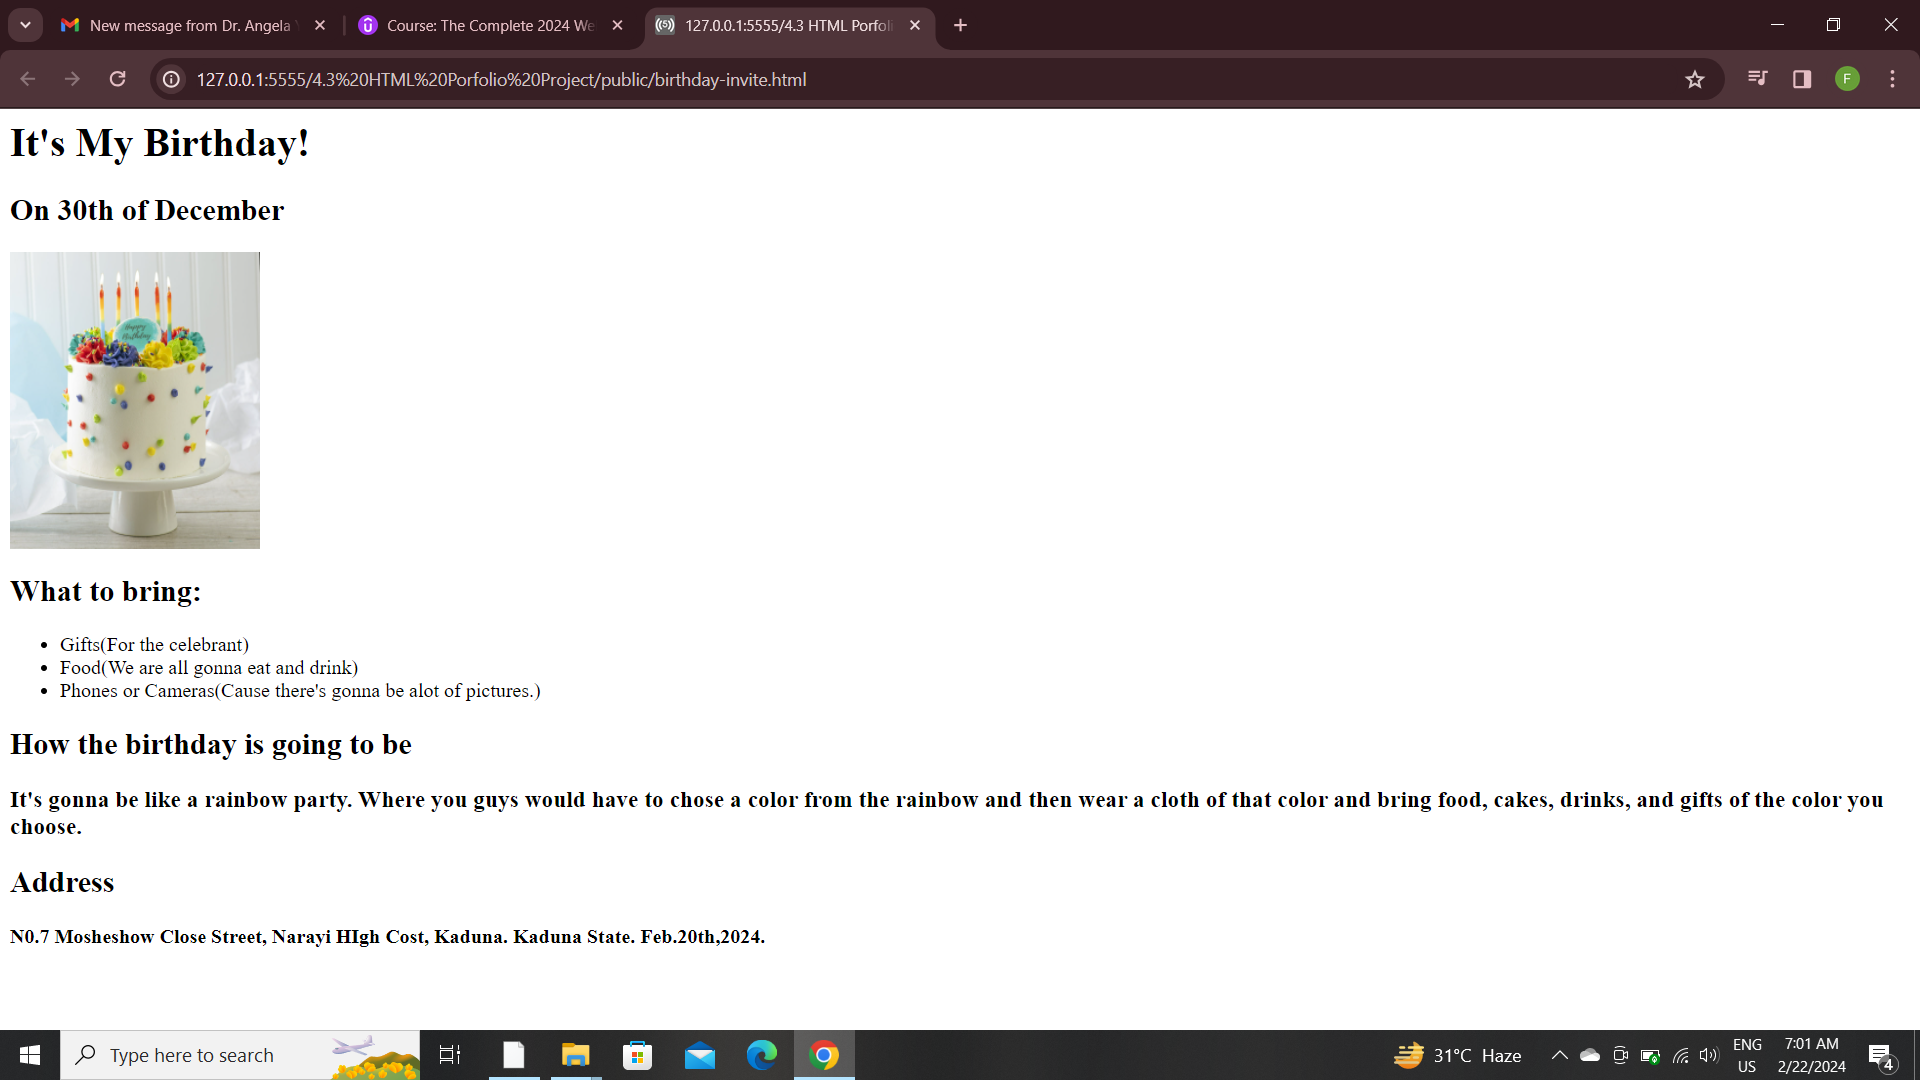 New message from Dr. Angela
Course: The Complete 2024 We
127.0.0.1:5555/4.3 HTML Porfoli
127.0.0.1:5555/4.3%20HTML%20Porfolio%20Project/public/birthday-invite.html
F
It's My Birthday!
On 30th of December
Happy
Birthday
What to bring:
• Gifts(For the celebrant)
• Food(We are all gonna eat and drink)
• Phones or Cameras(Cause there's gonna be alot of pictures.)
How the birthday is going to be
It's gonna be like a rainbow party. Where you guys would have to chose a color from the rainbow and then wear a cloth of that color and bring food, cakes, drinks, and gifts of the color you
choose.
Address
N0.7 Mosheshow Close Street, Narayi HIgh Cost, Kaduna. Kaduna State. Feb.20th,2024.
Type here to search
31°C Haze
ENG
US
7:01 AM
2/22/2024
4